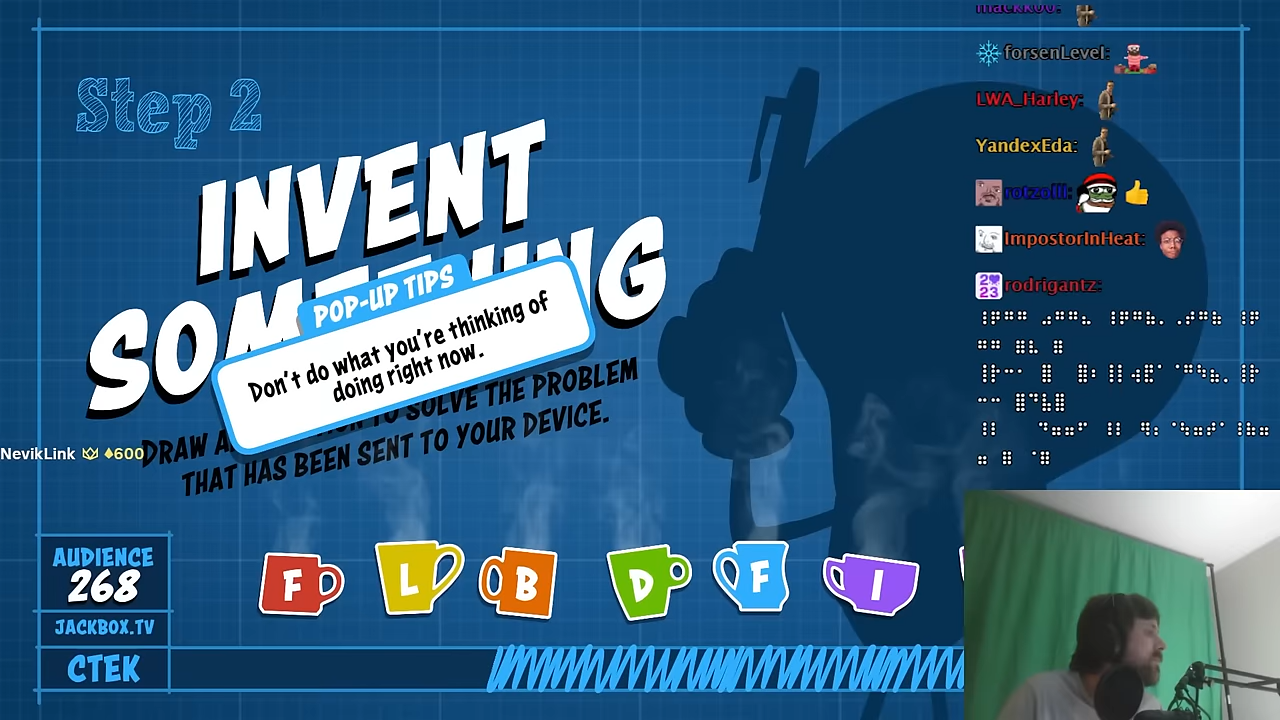 Step 2
INVENT
POP-UP TIPS
Don't do what you're thinking of
doing right now.
DRAW TO SOLVE THE PROBLEM
THAT HAS BEEN SENT TO YOUR DEVICE.
NevikLink 600
AUDIENCE
268
JACKBOX.TV
CTEK
F L B D F I
forsenLevel:
LWA_Harley:
YandexEda:
rotzolli:
ImpostorInHeat:
2 23 rodrigantz: